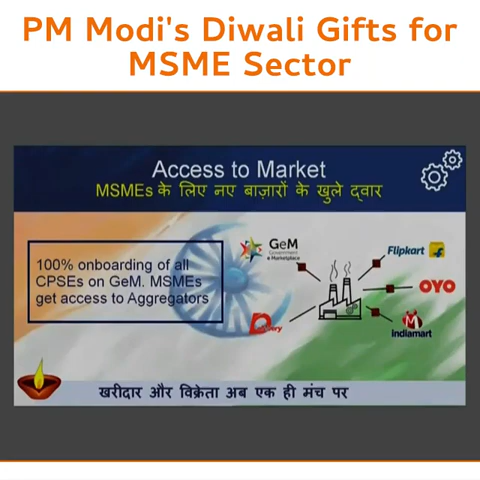 PM Modi's Diwali Gifts for
MSME Sector
Access to Market
MSMEs के लिए नए बाज़ारों के खुले द्वार
100% onboarding of all
CPSEs on GeM. MSMEs
get access to Aggregators
GeM
Government
e Marketplace
Flipkart
OYO
Indiamart
खरीदार और विक्रेता अब एक ही मंच पर